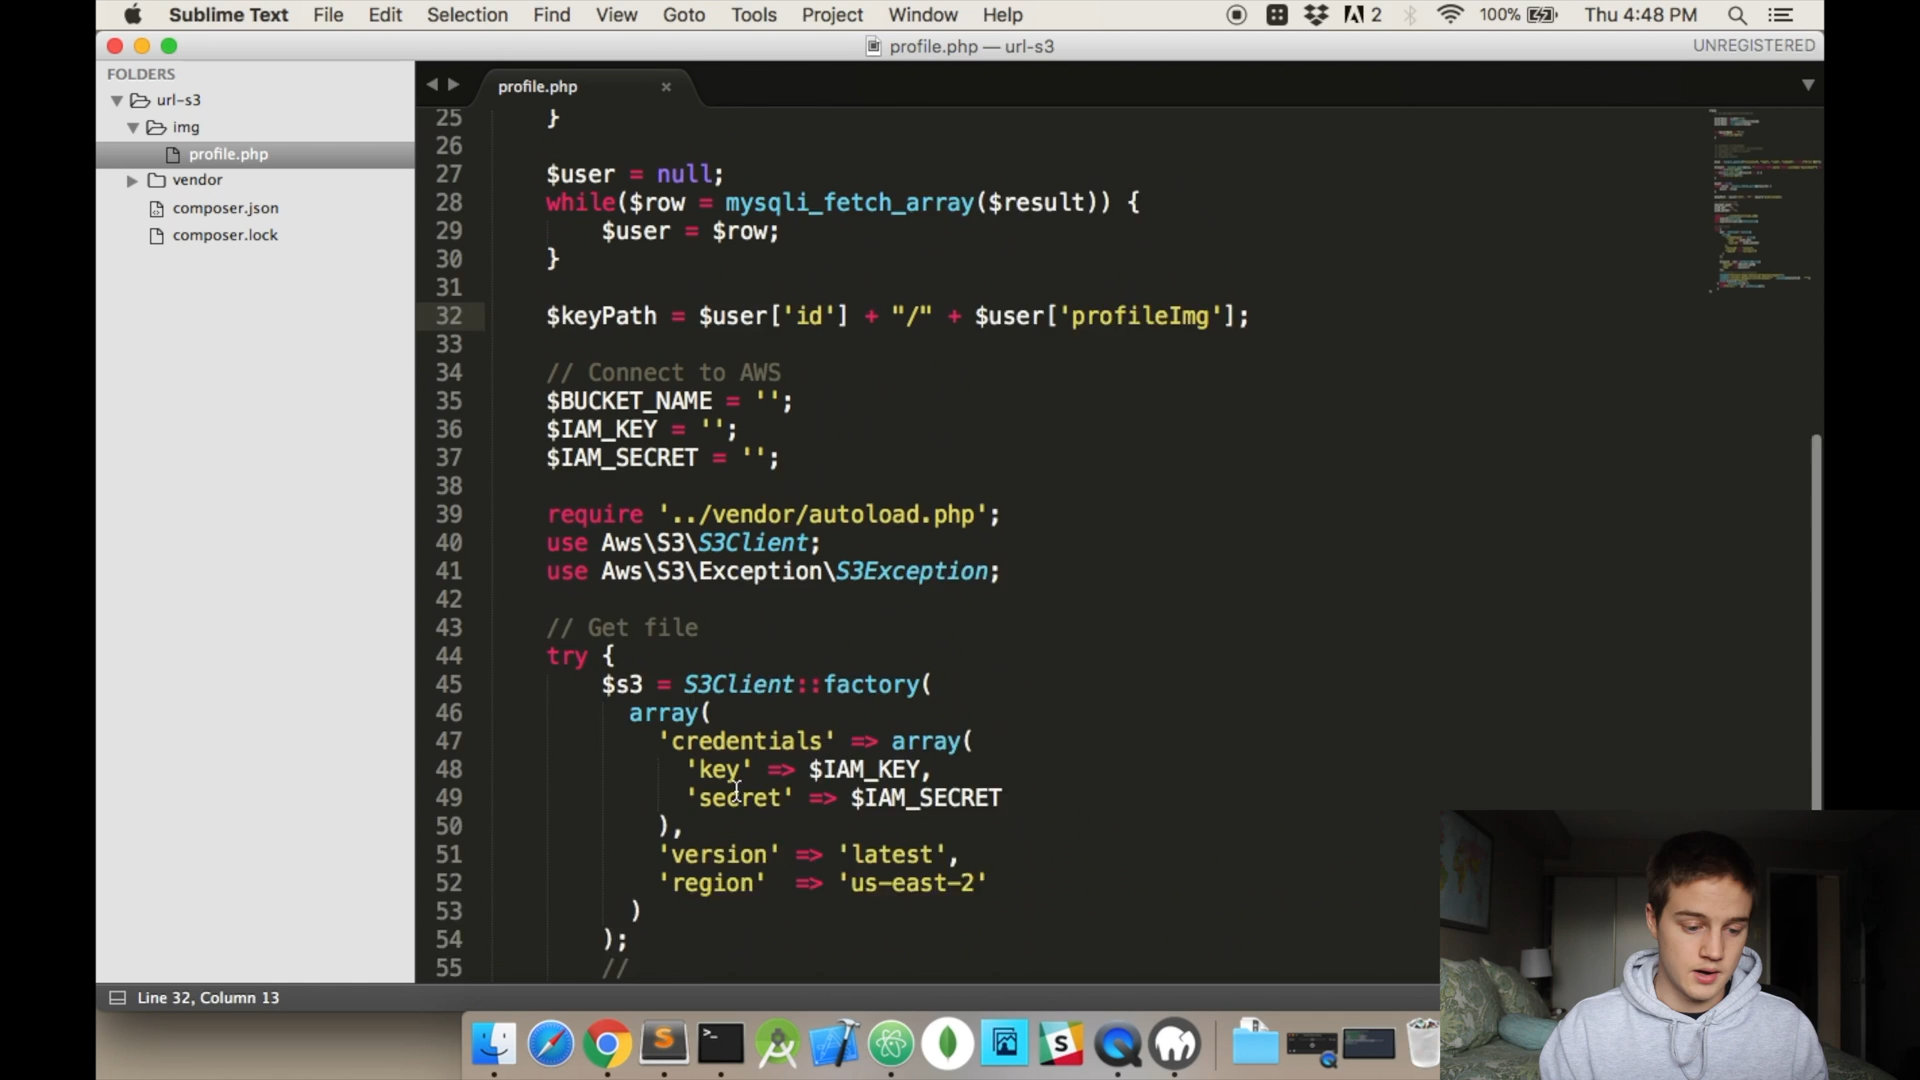 Sublime Text File Edit Selection Find View Goto Tools Project Window Help 2 100% Thu 4:48 PM
profile.php — url-s3 UNREGISTERED
FOLDERS
url-s3
img
profile.php
vendor
composer.json
composer.lock
profile.php
25 }
26
27 $user = null;
28 while($row = mysqli_fetch_array($result)) {
29 $user = $row;
30 }
31
32 $keyPath = $user['id'] + "/" + $user['profileImg'];
33
34 // Connect to AWS
35 $BUCKET_NAME = '';
36 $IAM_KEY = '';
37 $IAM_SECRET = '';
38
39 require '../vendor/autoload.php';
40 use Aws\S3\S3Client;
41 use Aws\S3\Exception\S3Exception;
42
43 // Get file
44 try {
45 $s3 = S3Client::factory(
46 array(
47 'credentials' => array(
48 'key' => $IAM_KEY,
49 'secret' => $IAM_SECRET
50 ),
51 'version' => 'latest',
52 'region' => 'us-east-2'
53 )
54 );
55 //
Line 32, Column 13